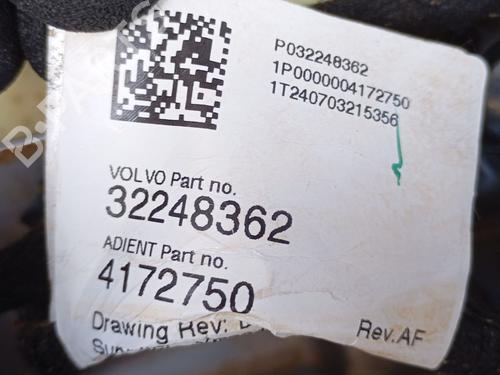 P032248362
1P0000004172750
1T240703215356
VOLVO Part no.
32248362
ADIENT Part no.
4172750
Drawing Rev:
Rev.AF